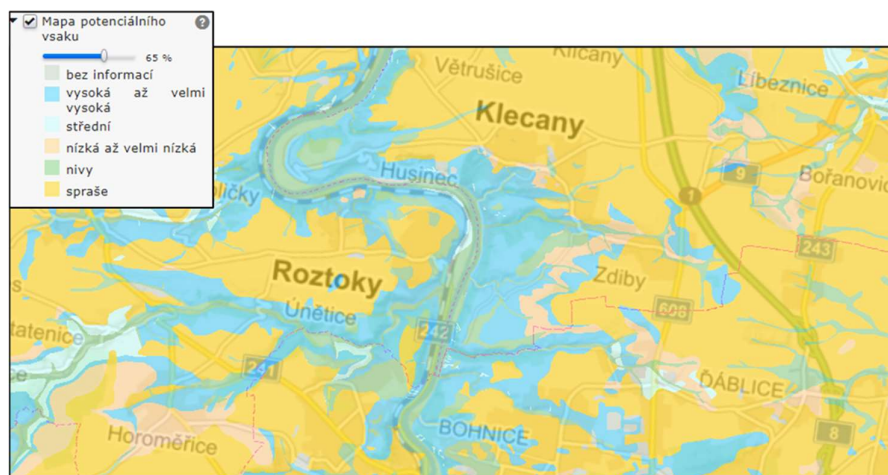 Mapa potenciálního
vsaku
?
65 %
bez informací
vysoká až velmi
vysoká
střední
nízká až velmi nízká
nivy
spraše
Větrušice
Klecany
Klíčany
Líbeznice
Husinec
9
Bořanovic
1
243
Roztoky
Únětice
Zdiby
608
242
241
ĎÁBLICE
8
Horoměřice
BOHNICE